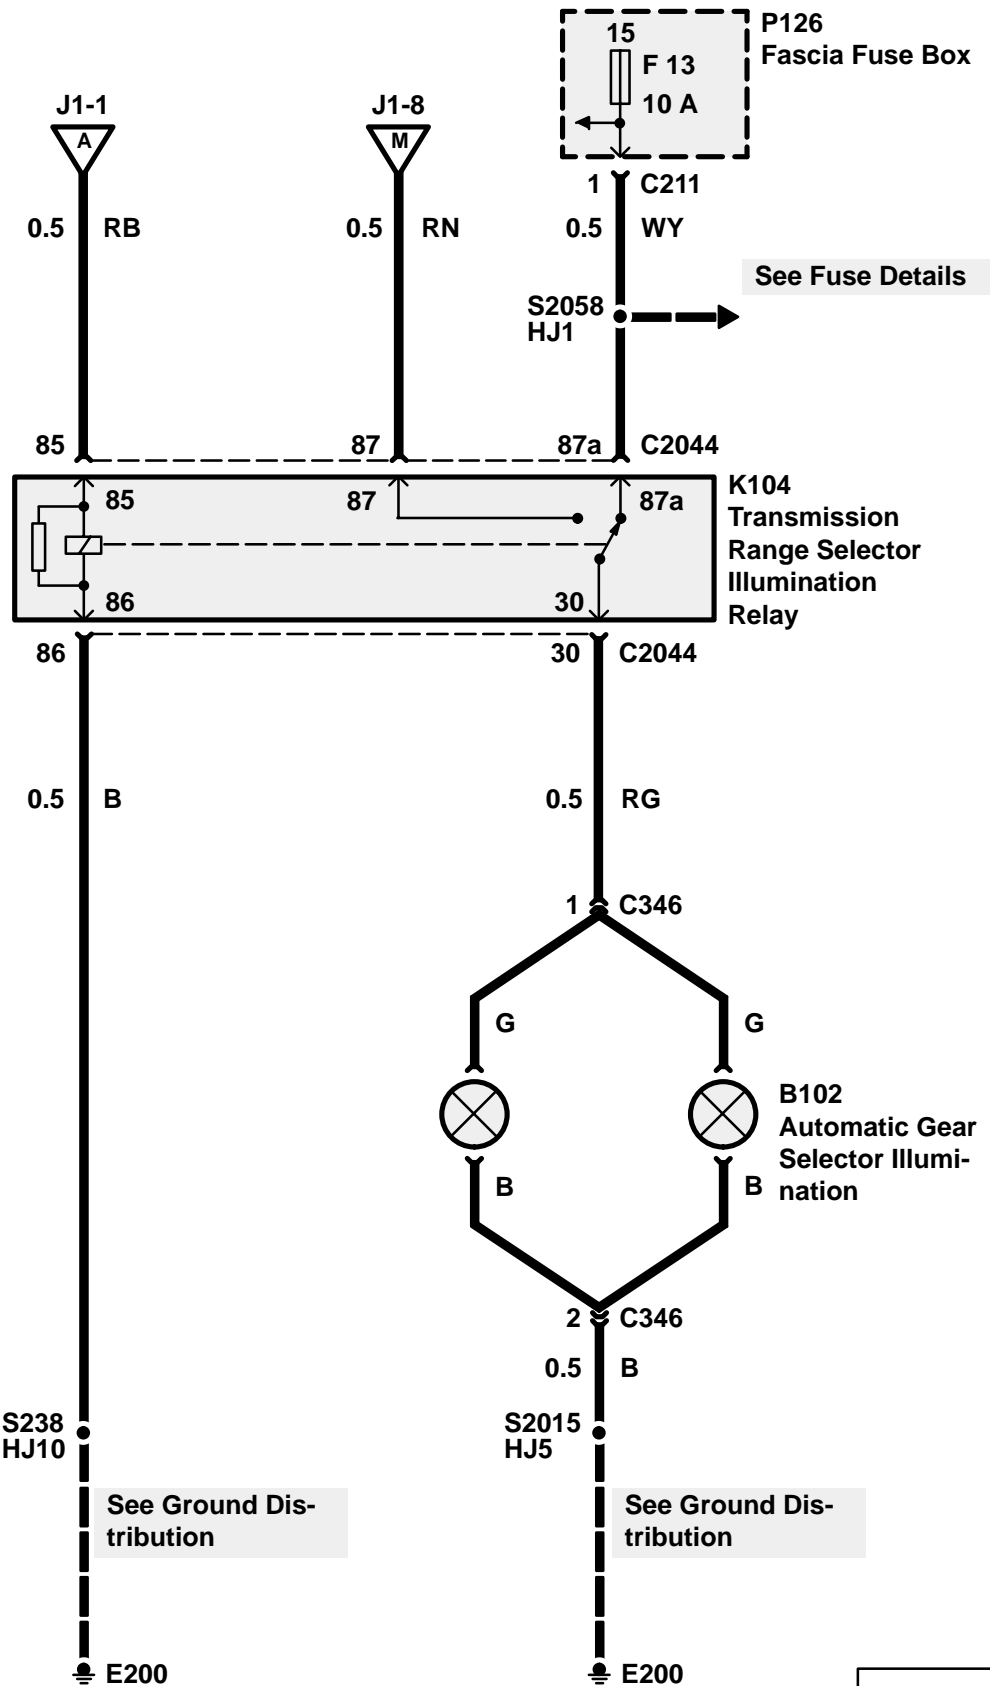 P126
Fascia Fuse Box
15
F 13
10 A
J1-1
A
J1-8
M
1 C211
0.5 RB
0.5 RN
0.5 WY
See Fuse Details
S2058
HJ1
85
87
87a C2044
K104
Transmission
Range Selector
Illumination
Relay
85
87
87a
86
30
86
30 C2044
0.5 B
0.5 RG
1 C346
G
G
B102
Automatic Gear
Selector Illumi-
nation
B
B
2 C346
0.5 B
S238
HJ10
S2015
HJ5
See Ground Dis-
tribution
See Ground Dis-
tribution
E200
E200